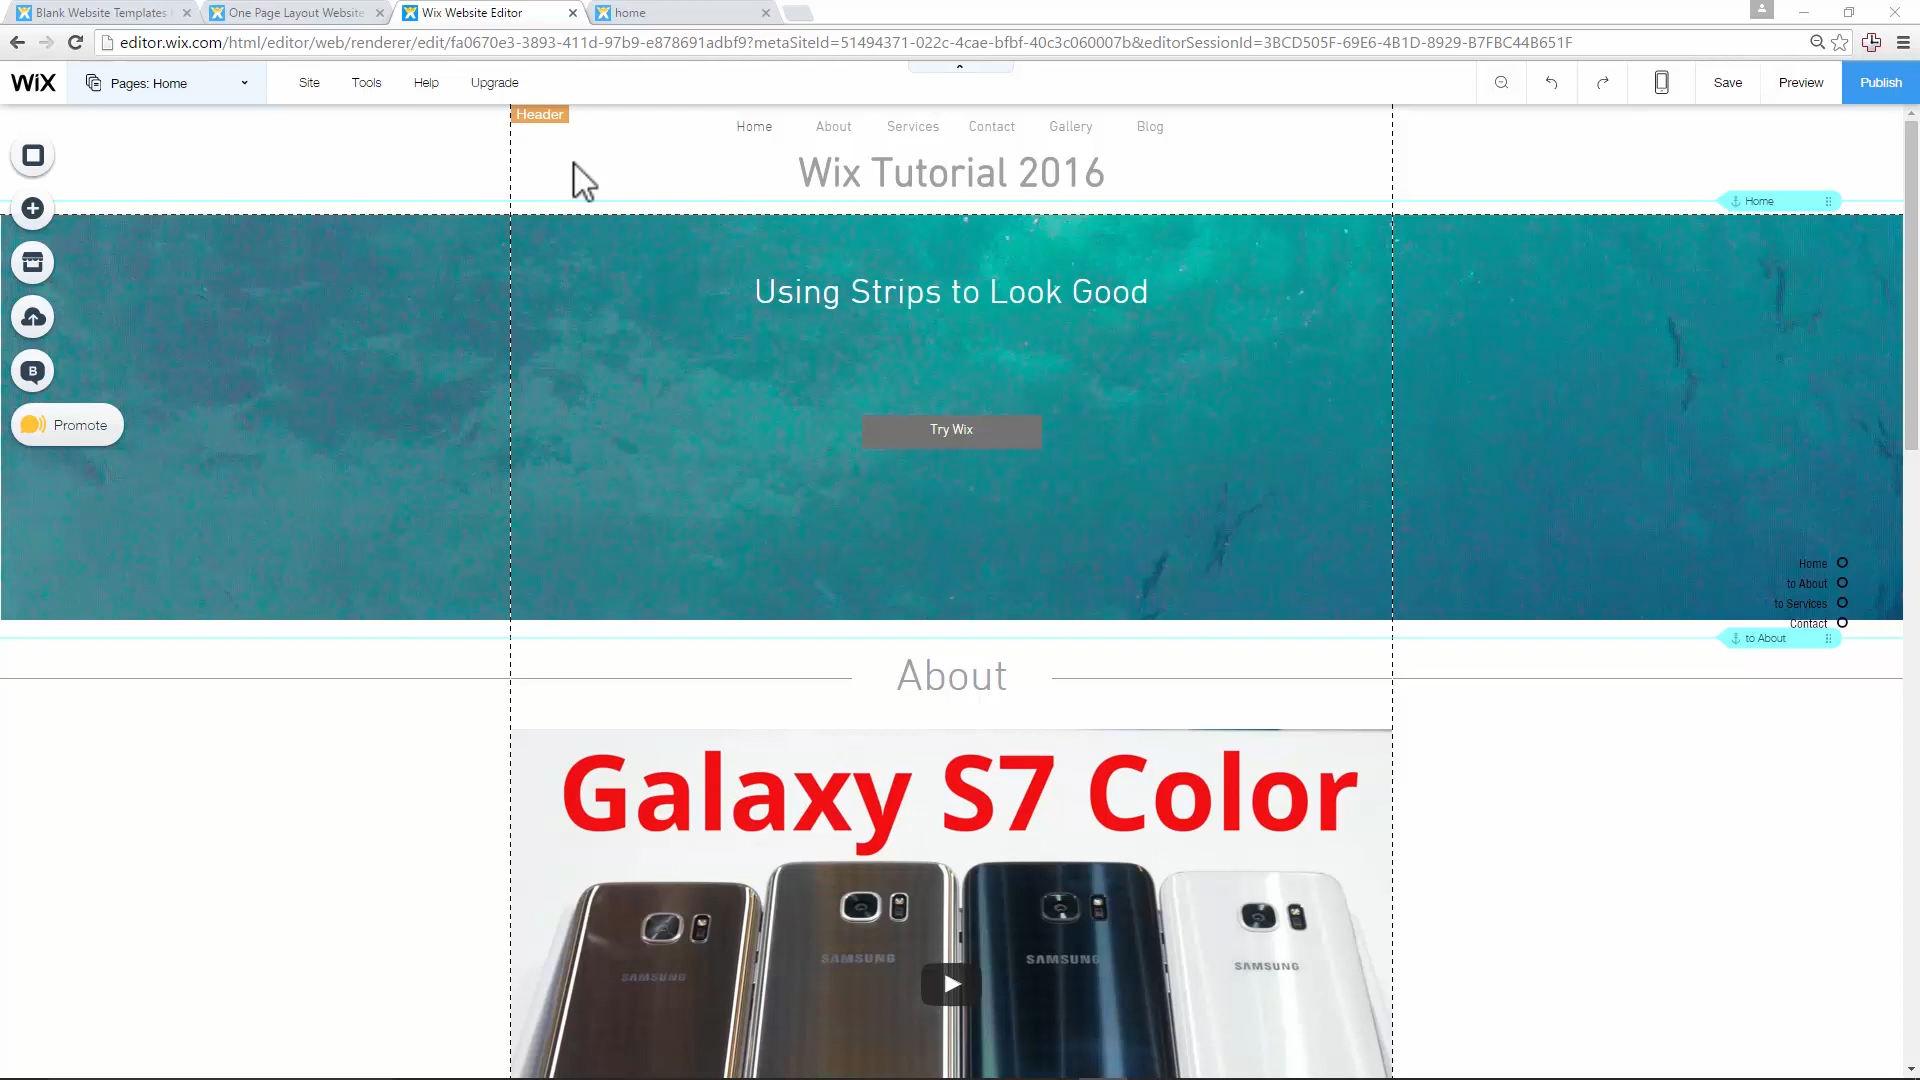 Blank Website Templates
One Page Layout Website
Wix Website Editor
home
editor.wix.com/html/editor/web/renderer/edit/fa0670e3-3893-411d-97b9-e878691adbf9?metaSiteId=51494371-022c-4cae-bfbf-40c3c060007b&editorSessionId=3BCD505F-69E6-4B1D-8929-B7FBC44B651F
WiX Pages: Home Site Tools Help Upgrade Save Preview Publish
Header
Home About Services Contact Gallery Blog
Wix Tutorial 2016
Home
Using Strips to Look Good
B
Promote
Try Wix
Home
to About
to Services
Contact
to About
About
Galaxy S7 Color
SAMSUNG SAMSUNG SAMSUNG SAMSUNG